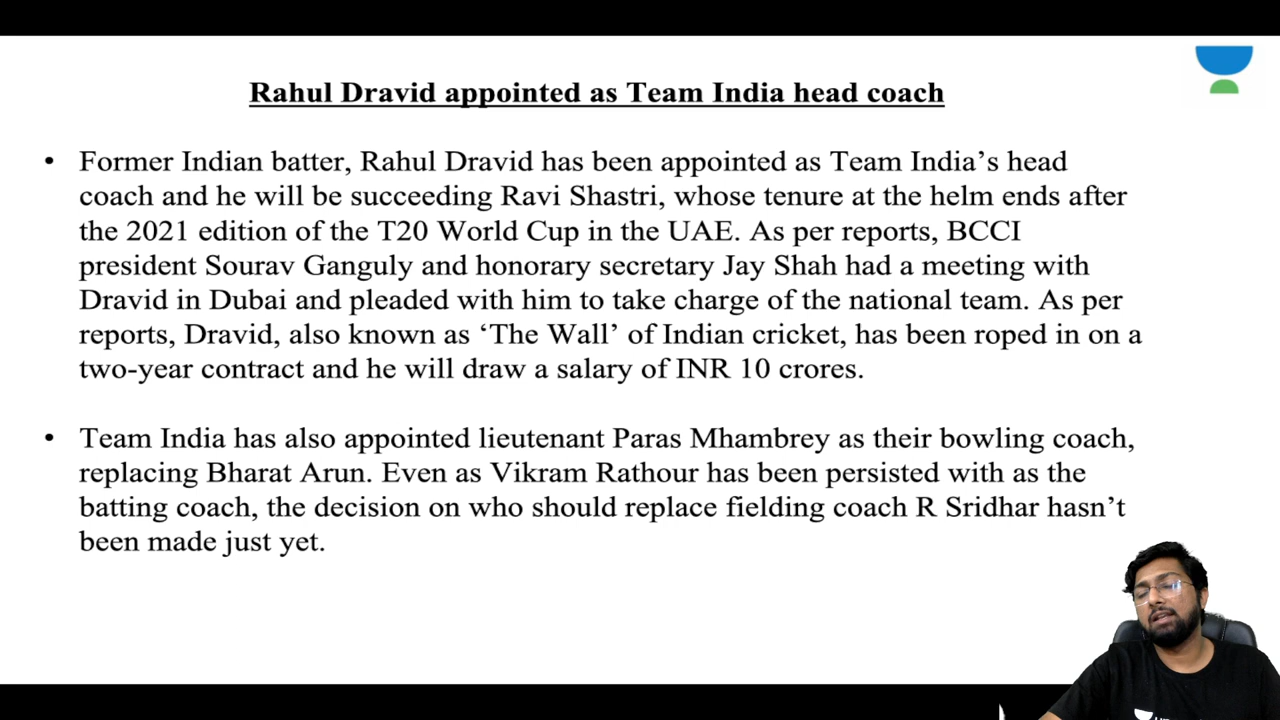 Rahul Dravid appointed as Team India head coach
• Former Indian batter, Rahul Dravid has been appointed as Team India’s head
coach and he will be succeeding Ravi Shastri, whose tenure at the helm ends after
the 2021 edition of the T20 World Cup in the UAE. As per reports, BCCI
president Sourav Ganguly and honorary secretary Jay Shah had a meeting with
Dravid in Dubai and pleaded with him to take charge of the national team. As per
reports, Dravid, also known as ‘The Wall’ of Indian cricket, has been roped in on a
two-year contract and he will draw a salary of INR 10 crores.
• Team India has also appointed lieutenant Paras Mhambrey as their bowling coach,
replacing Bharat Arun. Even as Vikram Rathour has been persisted with as the
batting coach, the decision on who should replace fielding coach R Sridhar hasn’t
been made just yet.